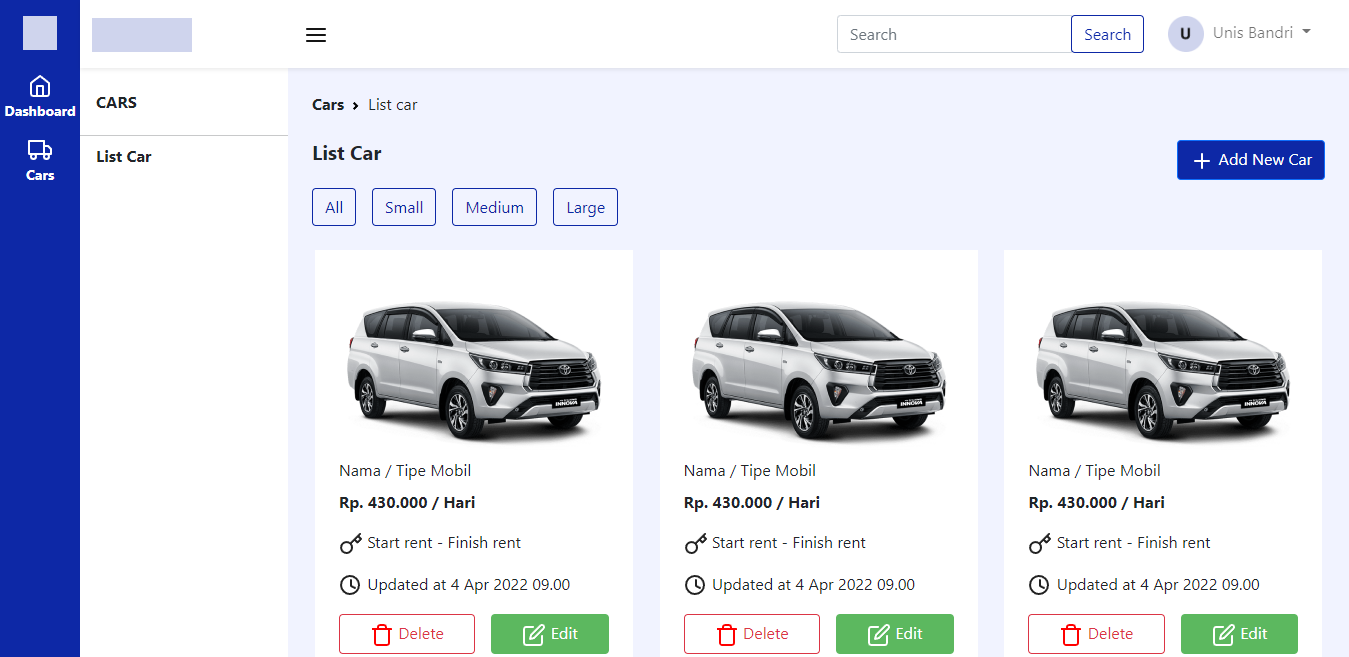 Search
Search
U
Unis Bandri
Dashboard
Cars
CARS
List Car
Cars
List car
List Car
Add New Car
All
Small
Medium
Large
INNOVA
INNOVA
INNOVA
Nama / Tipe Mobil
Rp. 430.000 / Hari
Start rent - Finish rent
Updated at 4 Apr 2022 09.00
Delete
Edit
Nama / Tipe Mobil
Rp. 430.000 / Hari
Start rent - Finish rent
Updated at 4 Apr 2022 09.00
Delete
Edit
Nama / Tipe Mobil
Rp. 430.000 / Hari
Start rent - Finish rent
Updated at 4 Apr 2022 09.00
Delete
Edit